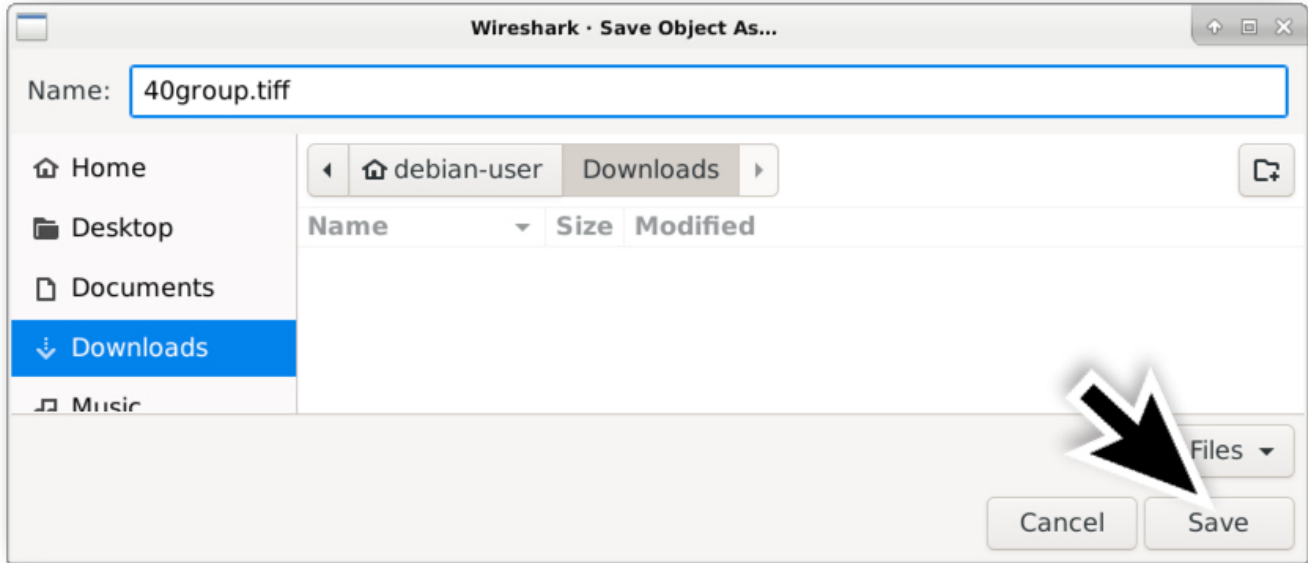 Wireshark · Save Object As...
Name: 40group.tiff
Home
debian-user Downloads
Name Size Modified
Desktop
Documents
Downloads
Music
Files
Cancel Save